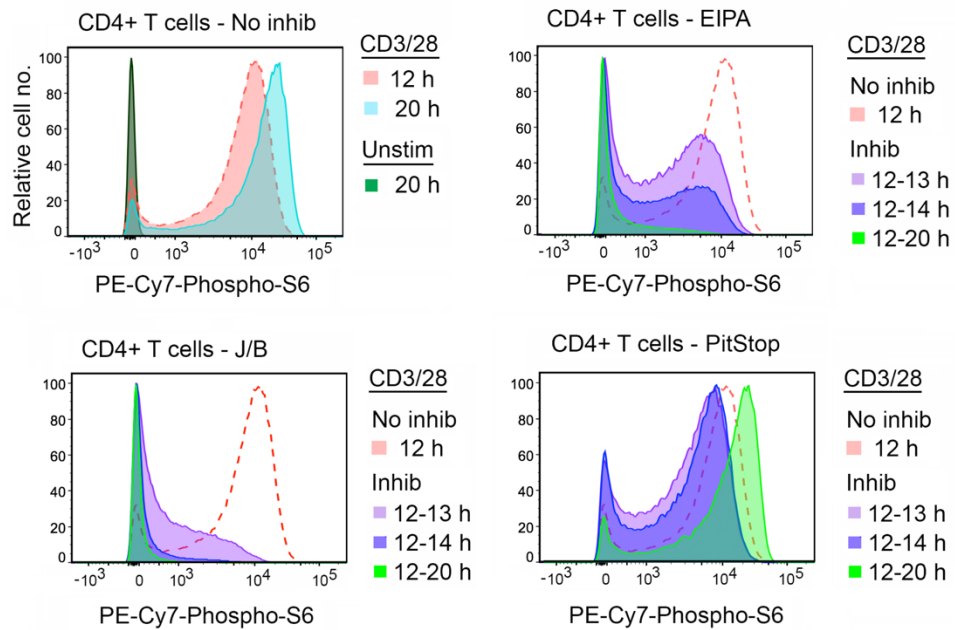 CD4+ T cells - No inhib
Relative cell no.
100
80
60
40
20
0
-10³ 0 10³ 10⁴ 10⁵
PE-Cy7-Phospho-S6
CD3/28
12 h
20 h
Unstim
20 h
CD4+ T cells - EIPA
100
80
60
40
20
0
-10³ 0 10³ 10⁴ 10⁵
PE-Cy7-Phospho-S6
CD3/28
No inhib
12 h
Inhib
12-13 h
12-14 h
12-20 h
CD4+ T cells - J/B
100
80
60
40
20
0
-10³ 0 10³ 10⁴ 10⁵
PE-Cy7-Phospho-S6
CD3/28
No inhib
12 h
Inhib
12-13 h
12-14 h
12-20 h
CD4+ T cells - PitStop
100
80
60
40
20
0
-10³ 0 10³ 10⁴ 10⁵
PE-Cy7-Phospho-S6
CD3/28
No inhib
12 h
Inhib
12-13 h
12-14 h
12-20 h